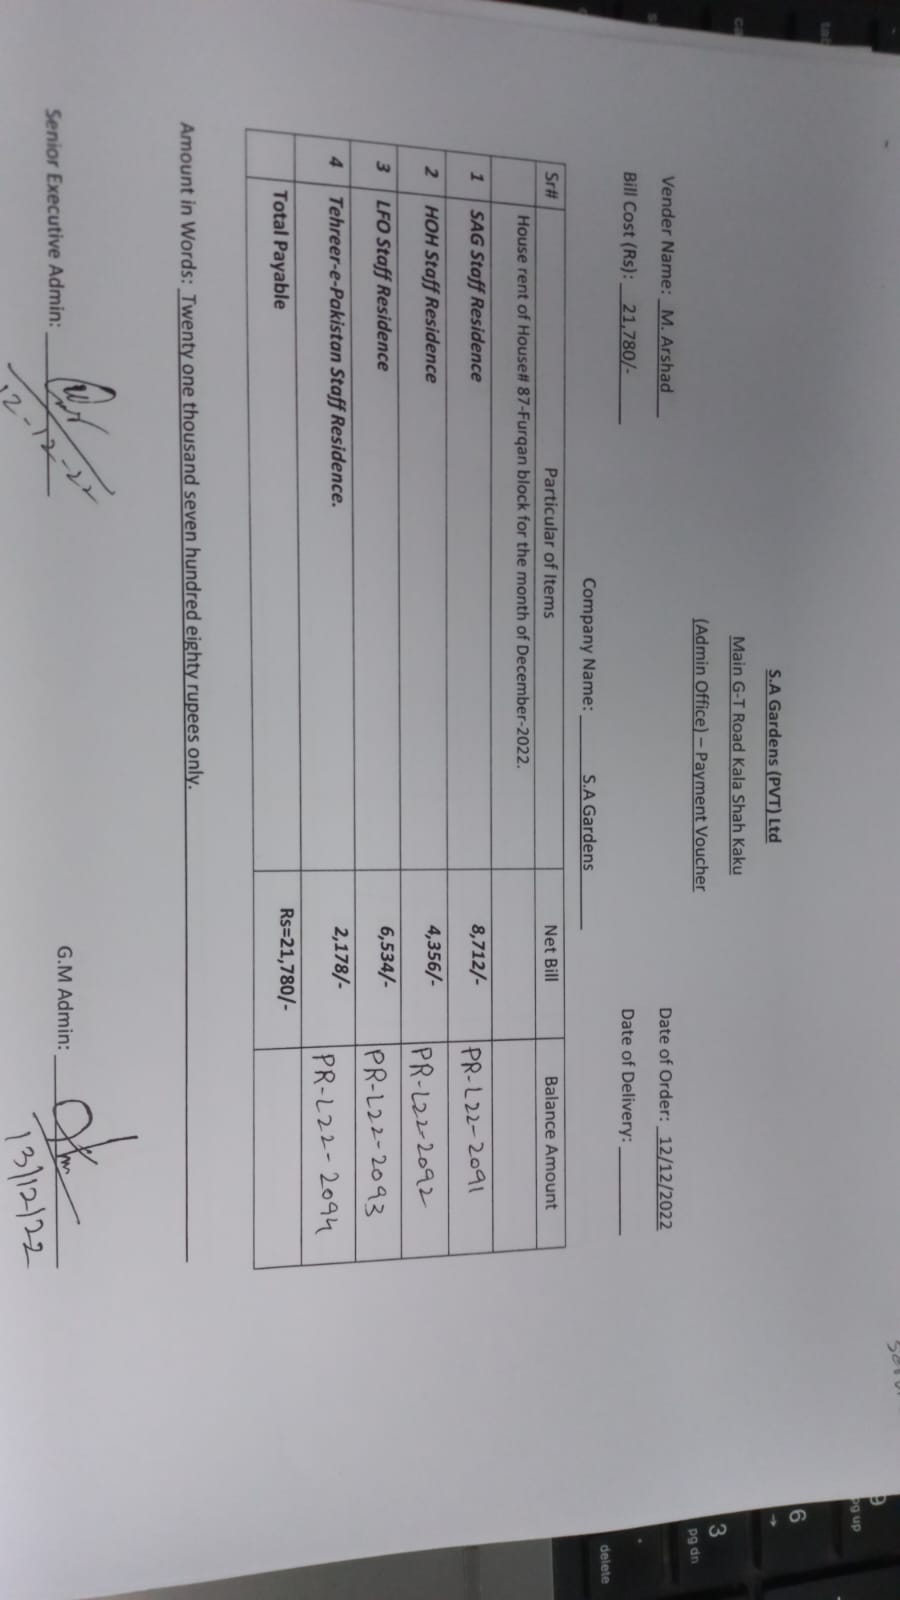 S.A Gardens (PVT) Ltd
Main G-T Road Kala Shah Kaku
(Admin Office) – Payment Voucher
Vender Name: M. Arshad Date of Order: 12/12/2022
Bill Cost (Rs): 21,780/- Date of Delivery:
Company Name: S.A Gardens
Sr# Particular of Items Net Bill Balance Amount
House rent of House# 87-Furqan block for the month of December-2022.
1 SAG Staff Residence 8,712/- PR-L22-2091
2 HOH Staff Residence 4,356/- PR-L22-2092
3 LFO Staff Residence 6,534/- PR-L22-2093
4 Tehreer-e-Pakistan Staff Residence. 2,178/- PR-L22-2094
Total Payable Rs=21,780/-
Amount in Words: Twenty one thousand seven hundred eighty rupees only.
Senior Executive Admin: G.M Admin:
12-12-22 13/12/22
6
3
pg up
pg dn
delete